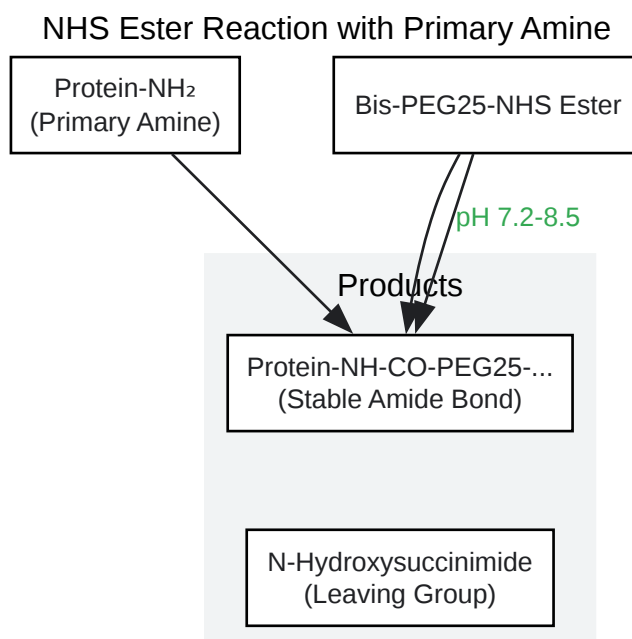 NHS Ester Reaction with Primary Amine
Protein-NH₂
(Primary Amine)
Bis-PEG25-NHS Ester
pH 7.2-8.5
Products
Protein-NH-CO-PEG25-...
(Stable Amide Bond)
N-Hydroxysuccinimide
(Leaving Group)